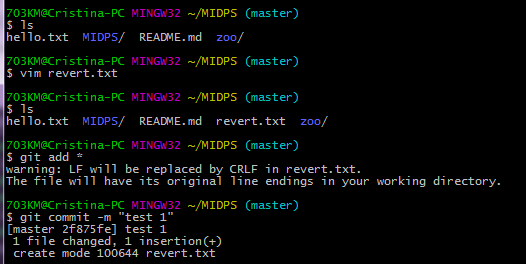 703KM@Cristina-PC MINGW32 ~/MIDPS (master)
$ ls
hello.txt  MIDPS/  README.md  zoo/
703KM@Cristina-PC MINGW32 ~/MIDPS (master)
$ vim revert.txt
703KM@Cristina-PC MINGW32 ~/MIDPS (master)
$ ls
hello.txt  MIDPS/  README.md  revert.txt  zoo/
703KM@Cristina-PC MINGW32 ~/MIDPS (master)
$ git add *
warning: LF will be replaced by CRLF in revert.txt.
The file will have its original line endings in your working directory.
703KM@Cristina-PC MINGW32 ~/MIDPS (master)
$ git commit -m "test 1"
[master 2f875fe] test 1
 1 file changed, 1 insertion(+)
 create mode 100644 revert.txt